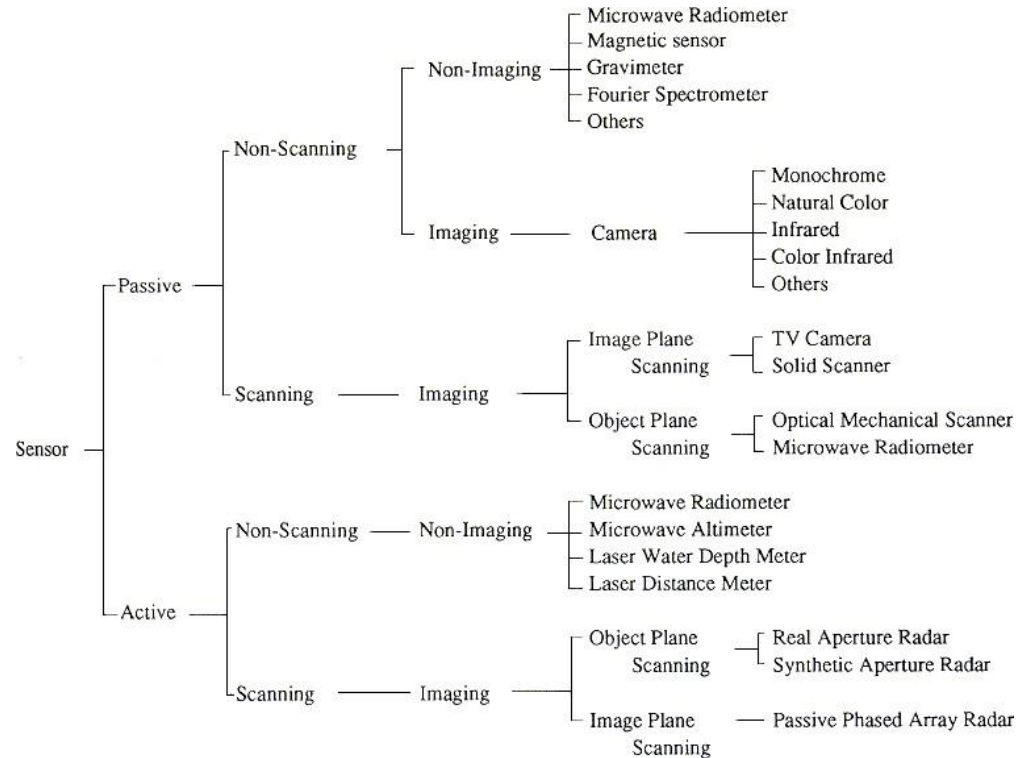 Microwave Radiometer
Magnetic sensor
Non-Imaging
Gravimeter
Fourier Spectrometer
Others
Non-Scanning
Monochrome
Natural Color
Imaging
Camera
Infrared
Color Infrared
Others
Passive
Image Plane
Scanning
TV Camera
Solid Scanner
Scanning
Imaging
Object Plane
Scanning
Optical Mechanical Scanner
Microwave Radiometer
Sensor
Non-Scanning
Non-Imaging
Microwave Radiometer
Microwave Altimeter
Laser Water Depth Meter
Laser Distance Meter
Active
Object Plane
Scanning
Real Aperture Radar
Synthetic Aperture Radar
Scanning
Imaging
Image Plane
Scanning
Passive Phased Array Radar